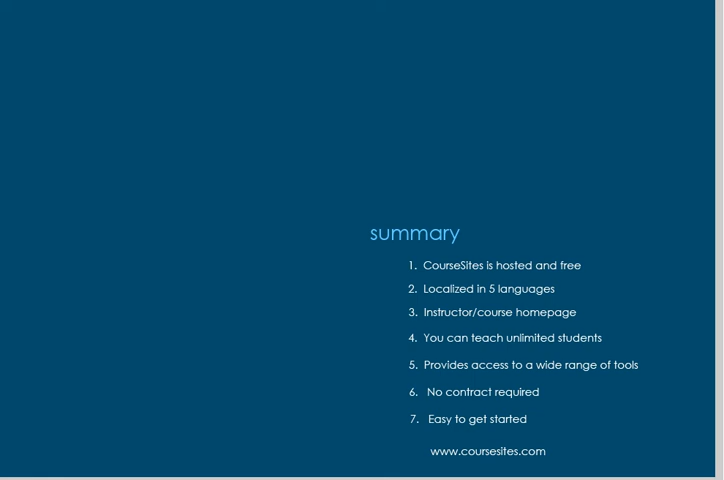 summary
1. CourseSites is hosted and free
2. Localized in 5 languages
3. Instructor/course homepage
4. You can teach unlimited students
5. Provides access to a wide range of tools
6. No contract required
7. Easy to get started
www.coursesites.com